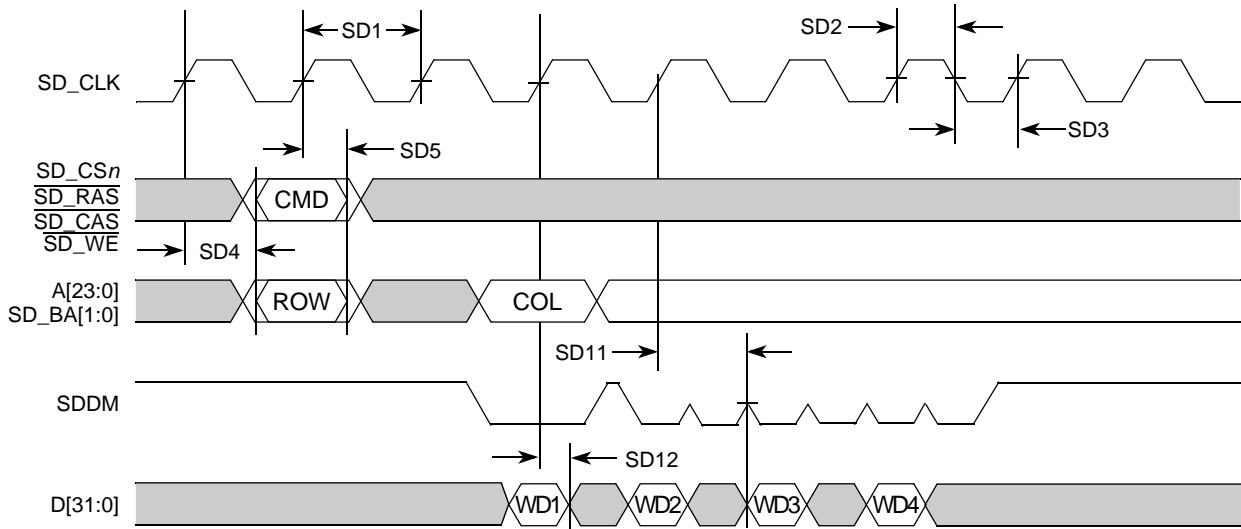 SD1
SD2
SD_CLK
SD3
SD5
SD_CSn
SD_RAS
SD_CAS
SD_WE
CMD
SD4
A[23:0]
SD_BA[1:0]
ROW
COL
SD11
SDDM
SD12
D[31:0]
WD1
WD2
WD3
WD4